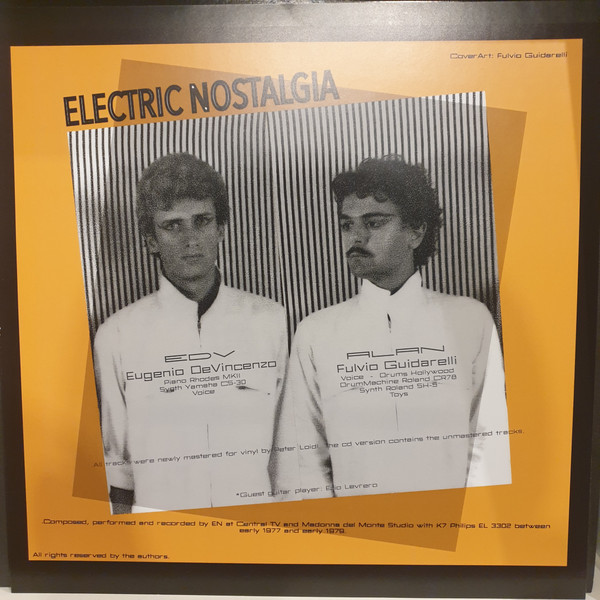 CoverArt: Fulvio Guidarelli
ELECTRIC NOSTALGIA
EDV
Eugenio DeVincenzo
Piano Rhodes MKII
Synth Yamaha CS-30
Voice
ALAN
Fulvio Guidarelli
Voice - Drums Hollywood
DrumMachine Roland CR78
Synth Roland SH-5
Toys
All tracks were newly mastered for vinyl by Peter Loidl, the cd version contains the unmastered tracks.
*Guest guitar player: Ezio Levrero
Composed, performed and recorded by EN at Central TV and Madonna del Monte Studio with K7 Philips EL 3302 between
early 1977 and early.1979.
All rights reserved by the authors.